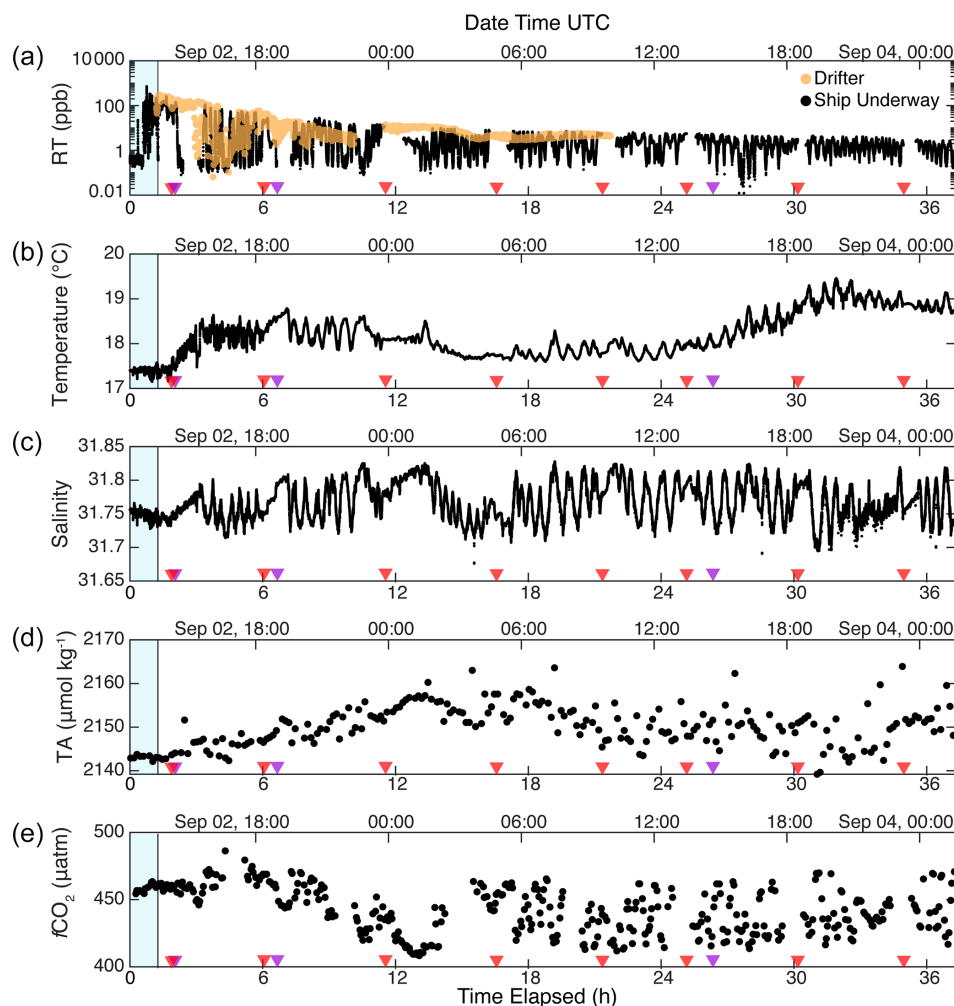 Date Time UTC
(a)
Sep 02, 18:00 00:00 06:00 12:00 18:00 Sep 04, 00:00
10000
100
1
0.01
RT (ppb)
Drifter
Ship Underway
0 6 12 18 24 30 36
(b)
Sep 02, 18:00 00:00 06:00 12:00 18:00 Sep 04, 00:00
20
19
18
17
Temperature (°C)
0 6 12 18 24 30 36
(c)
Sep 02, 18:00 00:00 06:00 12:00 18:00 Sep 04, 00:00
31.85
31.8
31.75
31.7
31.65
Salinity
0 6 12 18 24 30 36
(d)
Sep 02, 18:00 00:00 06:00 12:00 18:00 Sep 04, 00:00
2170
2160
2150
2140
TA (µmol kg⁻¹)
0 6 12 18 24 30 36
(e)
Sep 02, 18:00 00:00 06:00 12:00 18:00 Sep 04, 00:00
500
450
400
fCO₂ (µatm)
0 6 12 18 24 30 36
Time Elapsed (h)